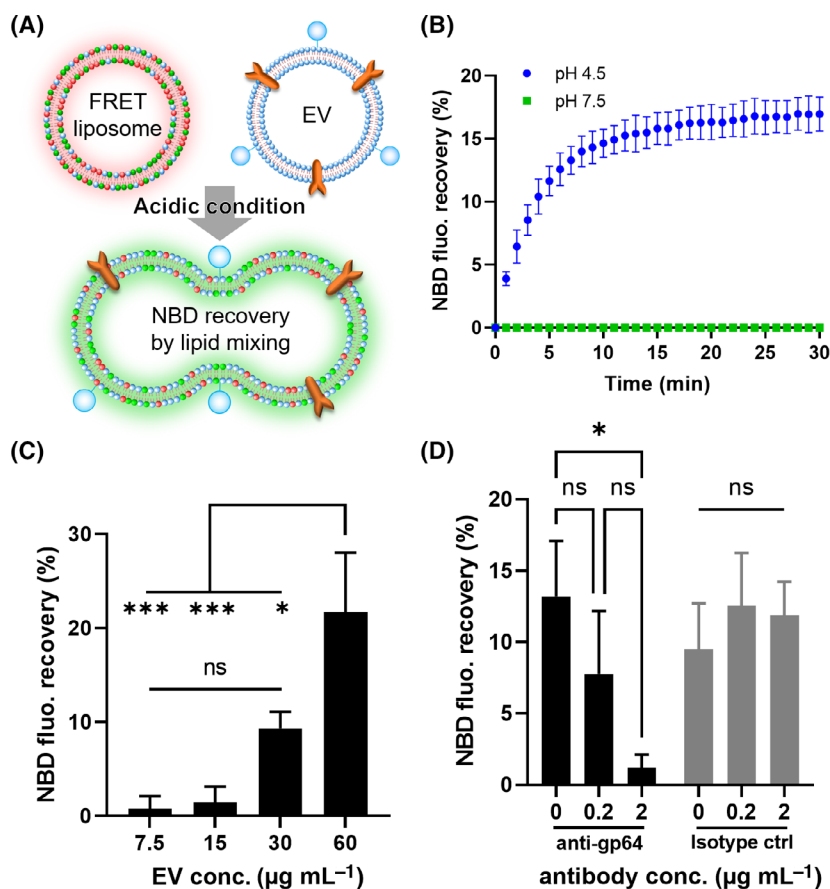 (A)
FRET
liposome
EV
Acidic condition
NBD recovery
by lipid mixing
(B)
NBD fluo. recovery (%)
20
15
10
5
0
pH 4.5
pH 7.5
0 5 10 15 20 25 30
Time (min)
(C)
NBD fluo. recovery (%)
30
20
10
0
*** *** *
ns
7.5 15 30 60
EV conc. (µg mL⁻¹)
(D)
NBD fluo. recovery (%)
20
15
10
5
0
*
ns ns ns
0 0.2 2 0 0.2 2
anti-gp64 Isotype ctrl
antibody conc. (µg mL⁻¹)